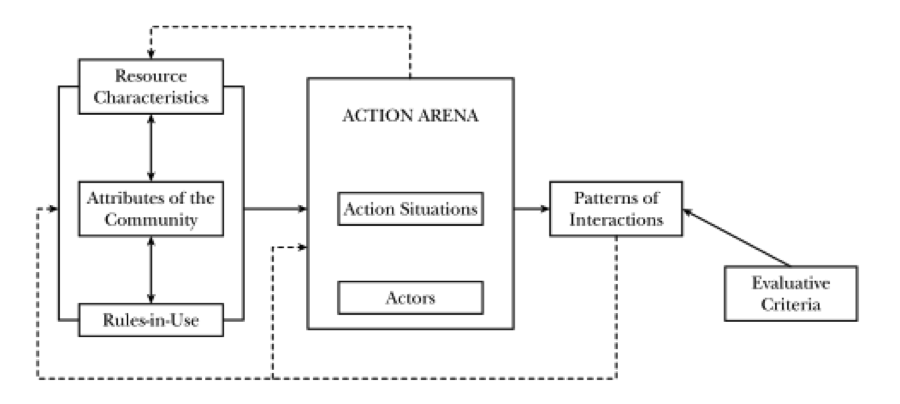 Resource
Characteristics
Attributes of the
Community
Rules-in-Use
ACTION ARENA
Action Situations
Actors
Patterns of
Interactions
Evaluative
Criteria